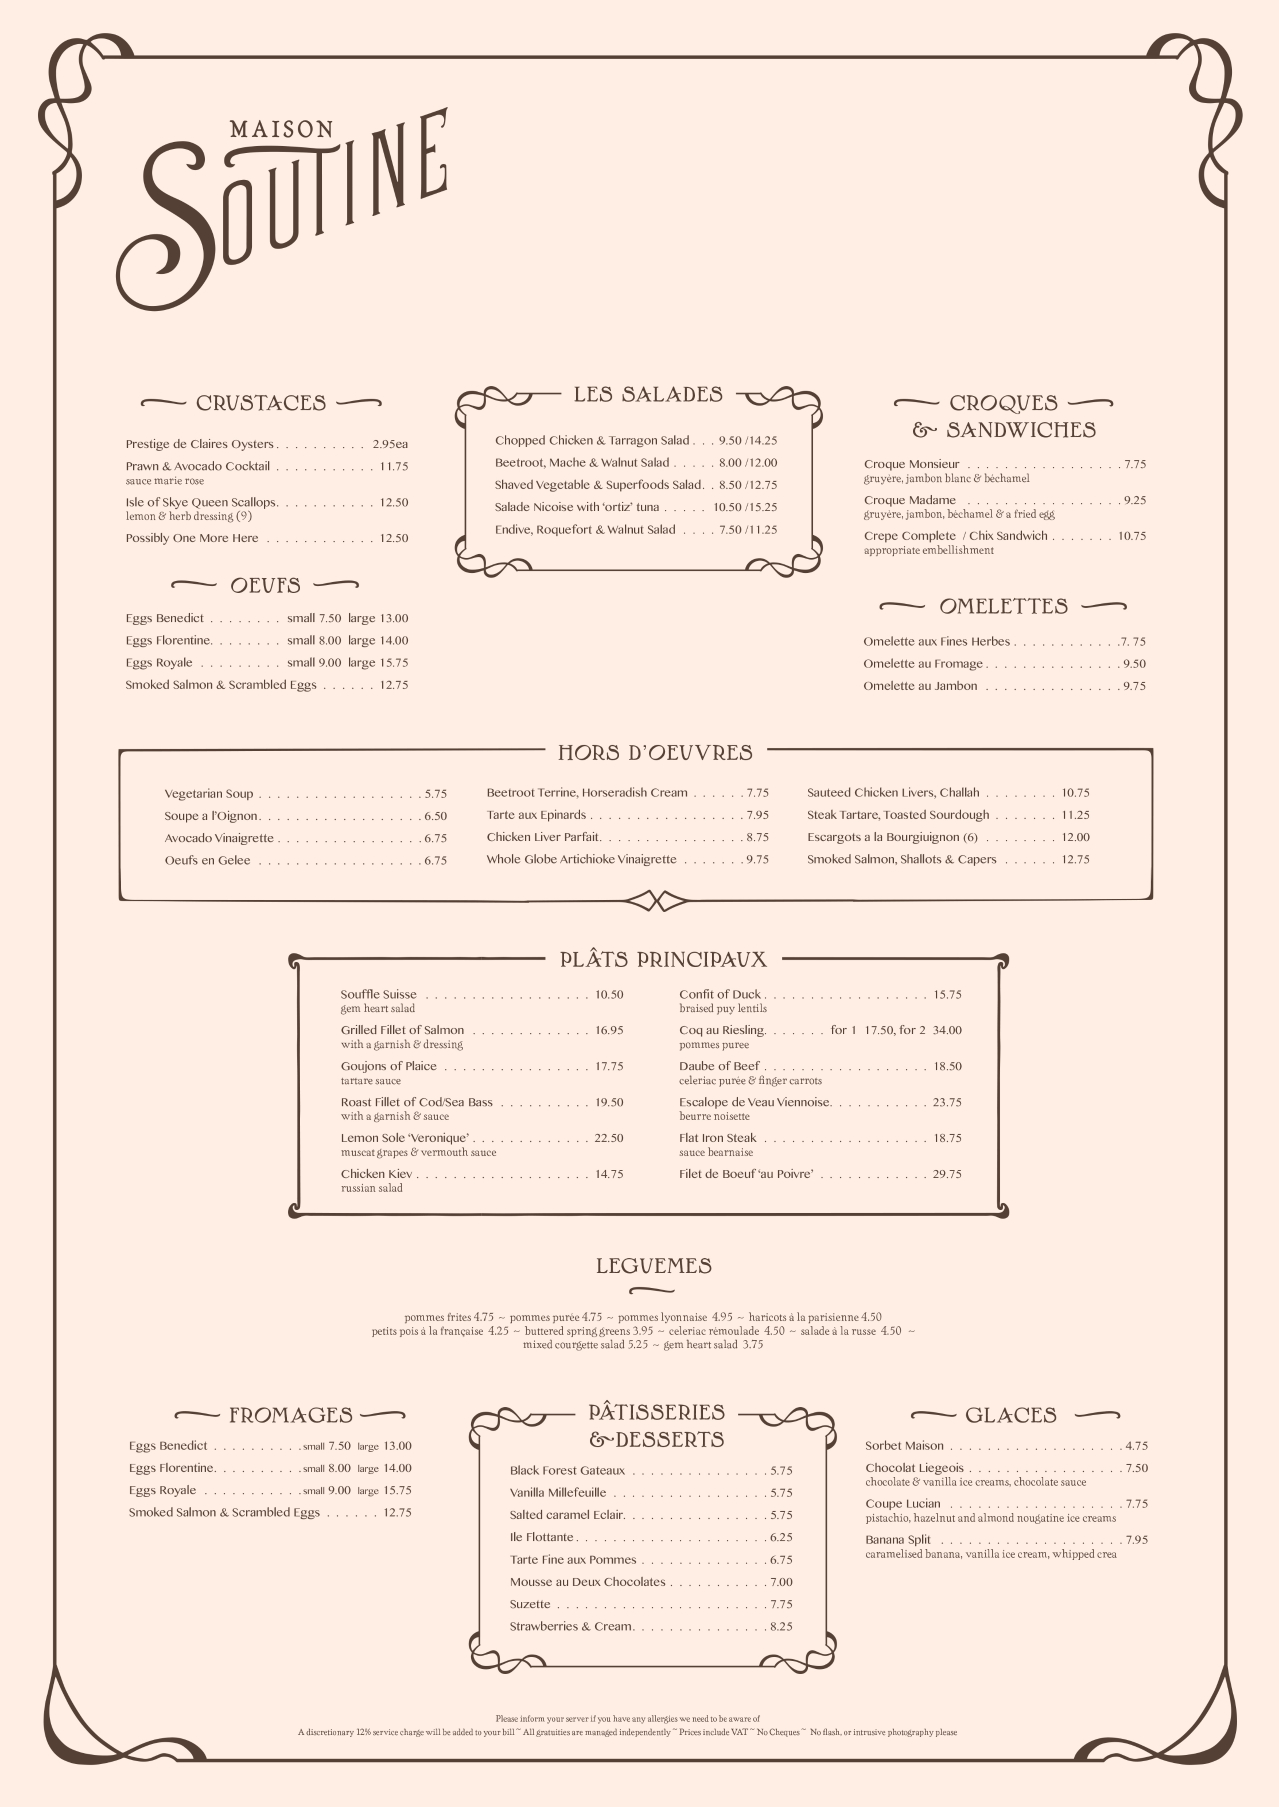 MAISON
SOUTINE
CRUSTACES
Prestige de Claires Oysters . . . . . . . . . . 2.95ea
Prawn & Avocado Cocktail . . . . . . . . . . . 11.75
sauce marie rose
Isle of Skye Queen Scallops. . . . . . . . . . . 12.50
lemon & herb dressing (9)
Possibly One More Here . . . . . . . . . . . . 12.50
OEUFS
Eggs Benedict . . . . . . . . small 7.50 large 13.00
Eggs Florentine. . . . . . . . small 8.00 large 14.00
Eggs Royale . . . . . . . . . small 9.00 large 15.75
Smoked Salmon & Scrambled Eggs . . . . . . 12.75
LES SALADES
Chopped Chicken & Tarragon Salad . . . 9.50 /14.25
Beetroot, Mache & Walnut Salad . . . . . 8.00 /12.00
Shaved Vegetable & Superfoods Salad. . 8.50 /12.75
Salade Nicoise with ‘ortiz’ tuna . . . . . 10.50 /15.25
Endive, Roquefort & Walnut Salad . . . . 7.50 /11.25
CROQUES
& SANDWICHES
Croque Monsieur . . . . . . . . . . . . . . . . . 7.75
gruyère, jambon blanc & béchamel
Croque Madame . . . . . . . . . . . . . . . . . 9.25
gruyère, jambon, béchamel & a fried egg
Crepe Complete / Chix Sandwich . . . . . . . 10.75
appropriate embellishment
OMELETTES
Omelette aux Fines Herbes . . . . . . . . . . . .7. 75
Omelette au Fromage . . . . . . . . . . . . . . . 9.50
Omelette au Jambon . . . . . . . . . . . . . . . 9.75
HORS D’OEUVRES
Vegetarian Soup . . . . . . . . . . . . . . . . . . 5.75
Soupe a l’Oignon. . . . . . . . . . . . . . . . . . 6.50
Avocado Vinaigrette . . . . . . . . . . . . . . . . 6.75
Oeufs en Gelee . . . . . . . . . . . . . . . . . . 6.75
Beetroot Terrine, Horseradish Cream . . . . . . 7.75
Tarte aux Epinards . . . . . . . . . . . . . . . . . 7.95
Chicken Liver Parfait. . . . . . . . . . . . . . . . 8.75
Whole Globe Artichioke Vinaigrette . . . . . . . 9.75
Sauteed Chicken Livers, Challah . . . . . . . . 10.75
Steak Tartare, Toasted Sourdough . . . . . . . 11.25
Escargots a la Bourgiuignon (6) . . . . . . . . 12.00
Smoked Salmon, Shallots & Capers . . . . . . 12.75
PLÂTS PRINCIPAUX
Souffle Suisse . . . . . . . . . . . . . . . . . . 10.50
gem heart salad
Grilled Fillet of Salmon . . . . . . . . . . . . . 16.95
with a garnish & dressing
Goujons of Plaice . . . . . . . . . . . . . . . . 17.75
tartare sauce
Roast Fillet of Cod/Sea Bass . . . . . . . . . . 19.50
with a garnish & sauce
Lemon Sole ‘Veronique’ . . . . . . . . . . . . . 22.50
muscat grapes & vermouth sauce
Chicken Kiev . . . . . . . . . . . . . . . . . . . 14.75
russian salad
Confit of Duck . . . . . . . . . . . . . . . . . . 15.75
braised puy lentils
Coq au Riesling. . . . . . . for 1 17.50, for 2 34.00
pommes puree
Daube of Beef . . . . . . . . . . . . . . . . . . 18.50
celeriac purée & finger carrots
Escalope de Veau Viennoise. . . . . . . . . . . 23.75
beurre noisette
Flat Iron Steak . . . . . . . . . . . . . . . . . . 18.75
sauce bearnaise
Filet de Boeuf ‘au Poivre’ . . . . . . . . . . . . 29.75
LEGUEMES
pommes frites 4.75 ~ pommes purée 4.75 ~ pommes lyonnaise 4.95 ~ haricots à la parisienne 4.50
petits pois à la française 4.25 ~ buttered spring greens 3.95 ~ celeriac rémoulade 4.50 ~ salade à la russe 4.50 ~
mixed courgette salad 5.25 ~ gem heart salad 3.75
FROMAGES
Eggs Benedict . . . . . . . . . . small 7.50 large 13.00
Eggs Florentine. . . . . . . . . . small 8.00 large 14.00
Eggs Royale . . . . . . . . . . . small 9.00 large 15.75
Smoked Salmon & Scrambled Eggs . . . . . . 12.75
PÂTISSERIES
&DESSERTS
Black Forest Gateaux . . . . . . . . . . . . . . . 5.75
Vanilla Millefeuille . . . . . . . . . . . . . . . . . 5.75
Salted caramel Eclair. . . . . . . . . . . . . . . . 5.75
Ile Flottante . . . . . . . . . . . . . . . . . . . . . 6.25
Tarte Fine aux Pommes . . . . . . . . . . . . . . 6.75
Mousse au Deux Chocolates . . . . . . . . . . . 7.00
Suzette . . . . . . . . . . . . . . . . . . . . . . . 7.75
Strawberries & Cream. . . . . . . . . . . . . . . 8.25
GLACES
Sorbet Maison . . . . . . . . . . . . . . . . . . . 4.75
Chocolat Liegeois . . . . . . . . . . . . . . . . . 7.50
chocolate & vanilla ice creams, chocolate sauce
Coupe Lucian . . . . . . . . . . . . . . . . . . . 7.75
pistachio, hazelnut and almond nougatine ice creams
Banana Split . . . . . . . . . . . . . . . . . . . . 7.95
caramelised banana, vanilla ice cream, whipped crea
Please inform your server if you have any allergies we need to be aware of
A discretionary 12% service charge will be added to your bill ~ All gratuities are managed independently ~ Prices include VAT ~ No Cheques ~ No flash, or intrusive photography please